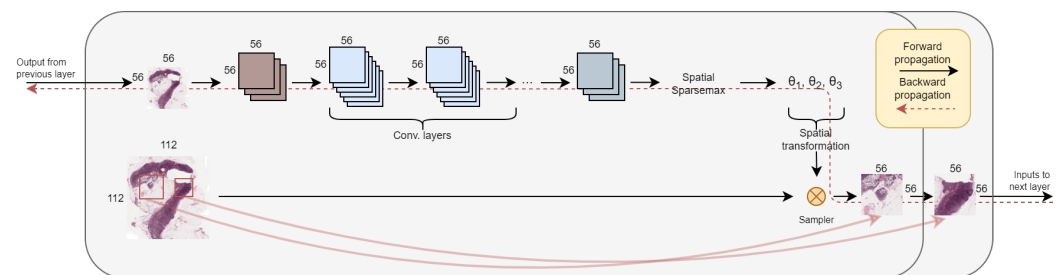 Output from
previous layer
56
56
56
56
56
56
56
56
...
56
Spatial
Sparsemax
θ1, θ2, θ3
Forward
propagation
Backward
propagation
Conv. layers
Spatial
transformation
112
112
Sampler
56
56
56
56
Inputs to
next layer